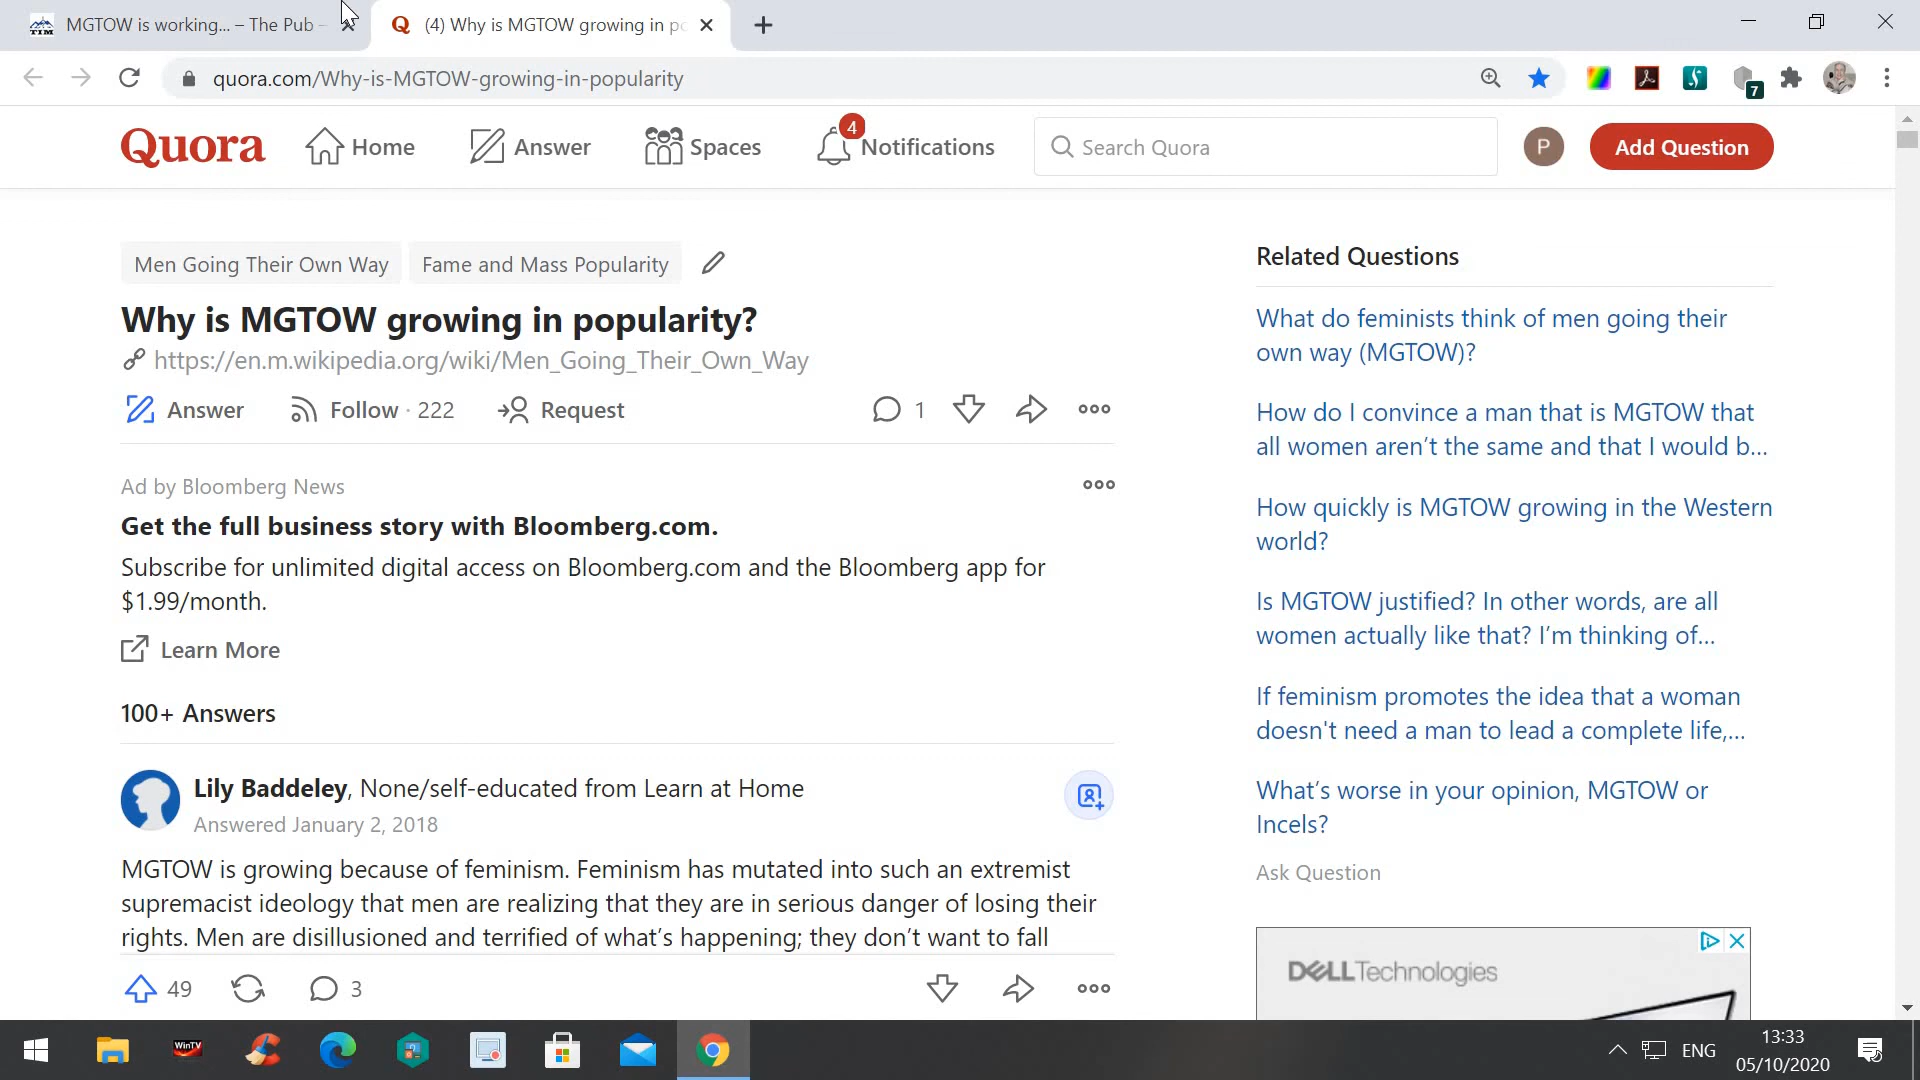 TIM
MGTOW is working... – The Pub –
(4) Why is MGTOW growing in po
quora.com/Why-is-MGTOW-growing-in-popularity
7
Quora
Home
Answer
Spaces
4
Notifications
Search Quora
P
Add Question
Men Going Their Own Way
Fame and Mass Popularity
Why is MGTOW growing in popularity?
https://en.m.wikipedia.org/wiki/Men_Going_Their_Own_Way
Answer
Follow · 222
Request
1
Ad by Bloomberg News
Get the full business story with Bloomberg.com.
Subscribe for unlimited digital access on Bloomberg.com and the Bloomberg app for
$1.99/month.
Learn More
100+ Answers
Lily Baddeley, None/self-educated from Learn at Home
Answered January 2, 2018
MGTOW is growing because of feminism. Feminism has mutated into such an extremist
supremacist ideology that men are realizing that they are in serious danger of losing their
rights. Men are disillusioned and terrified of what’s happening; they don’t want to fall
49
3
Related Questions
What do feminists think of men going their
own way (MGTOW)?
How do I convince a man that is MGTOW that
all women aren’t the same and that I would b...
How quickly is MGTOW growing in the Western
world?
Is MGTOW justified? In other words, are all
women actually like that? I’m thinking of...
If feminism promotes the idea that a woman
doesn't need a man to lead a complete life,...
What’s worse in your opinion, MGTOW or
Incels?
Ask Question
DELLTechnologies
WinTV
ENG
13:33
05/10/2020